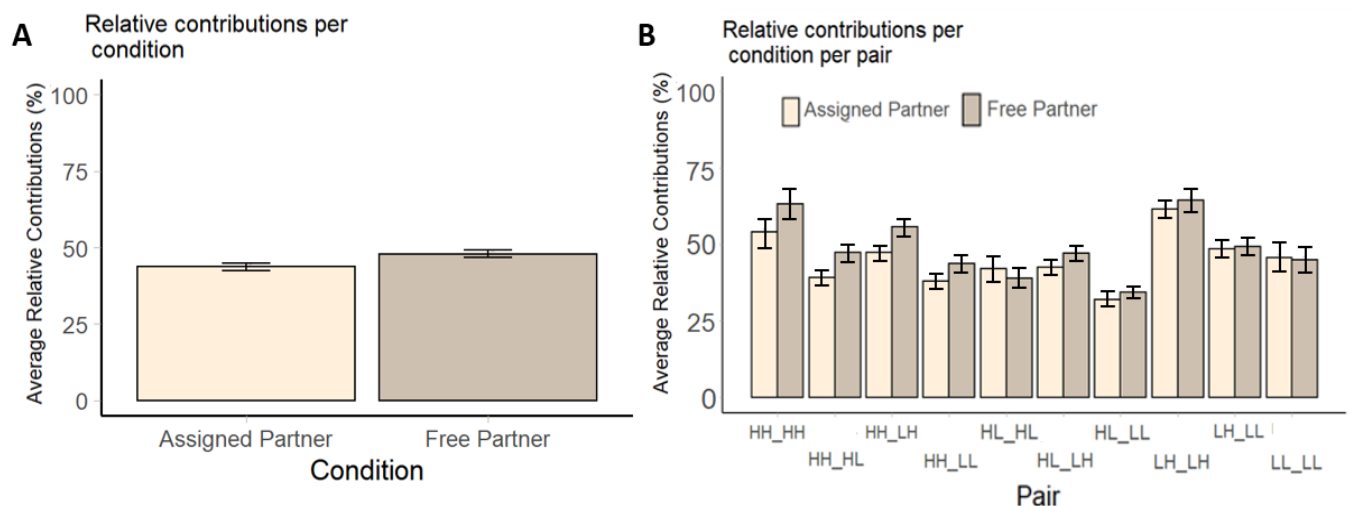 A
Relative contributions per
condition
Average Relative Contributions (%)
100
75
50
25
0
Assigned Partner
Free Partner
Condition
B
Relative contributions per
condition per pair
Average Relative Contributions (%)
100
75
50
25
0
Assigned Partner
Free Partner
HH_HH
HH_HL
HH_LH
HH_LL
HL_HL
HL_LH
HL_LL
LH_LH
LH_LL
LL_LL
Pair